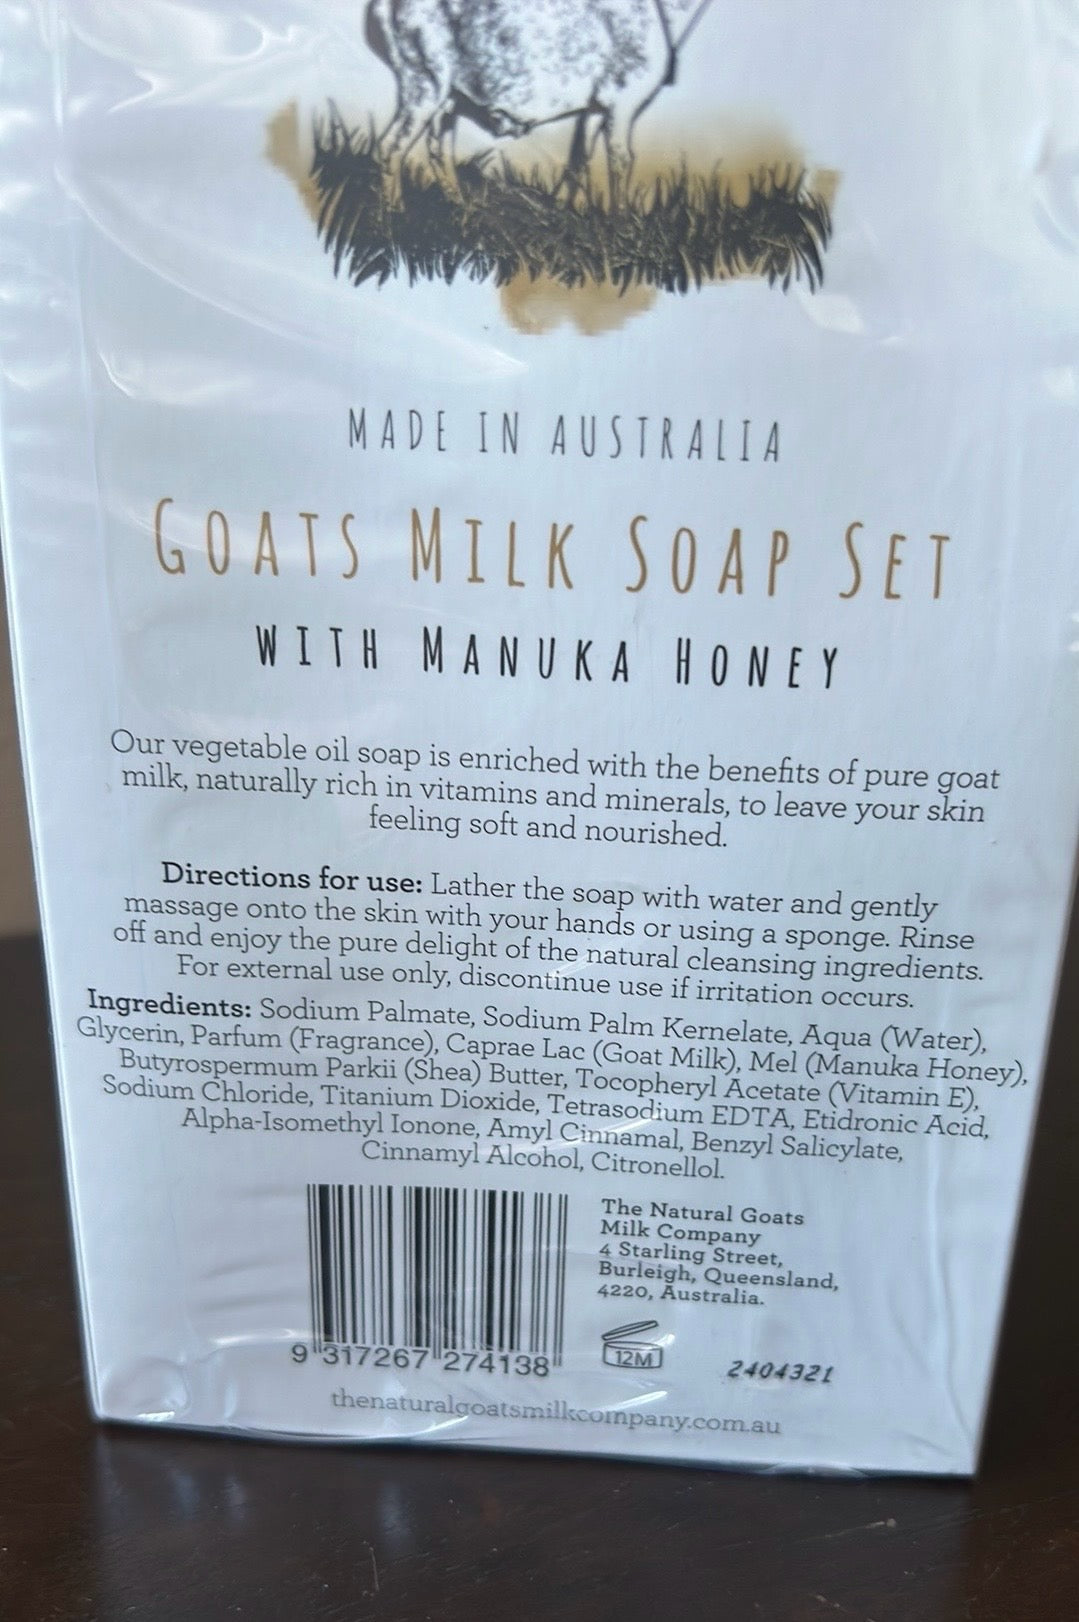 MADE IN AUSTRALIA
GOATS MILK SOAP SET
WITH MANUKA HONEY
Our vegetable oil soap is enriched with the benefits of pure goat
milk, naturally rich in vitamins and minerals, to leave your skin
feeling soft and nourished.
Directions for use: Lather the soap with water and gently
massage onto the skin with your hands or using a sponge. Rinse
off and enjoy the pure delight of the natural cleansing ingredients.
For external use only, discontinue use if irritation occurs.
Ingredients: Sodium Palmate, Sodium Palm Kernelate, Aqua (Water),
Glycerin, Parfum (Fragrance), Caprae Lac (Goat Milk), Mel (Manuka Honey),
Butyrospermum Parkii (Shea) Butter, Tocopheryl Acetate (Vitamin E),
Sodium Chloride, Titanium Dioxide, Tetrasodium EDTA, Etidronic Acid,
Alpha-Isomethyl Ionone, Amyl Cinnamal, Benzyl Salicylate,
Cinnamyl Alcohol, Citronellol.
The Natural Goats
Milk Company
4 Starling Street,
Burleigh, Queensland,
4220, Australia.
9 317267 274138
12M
2404321
thenaturalgoatsmilkcompany.com.au